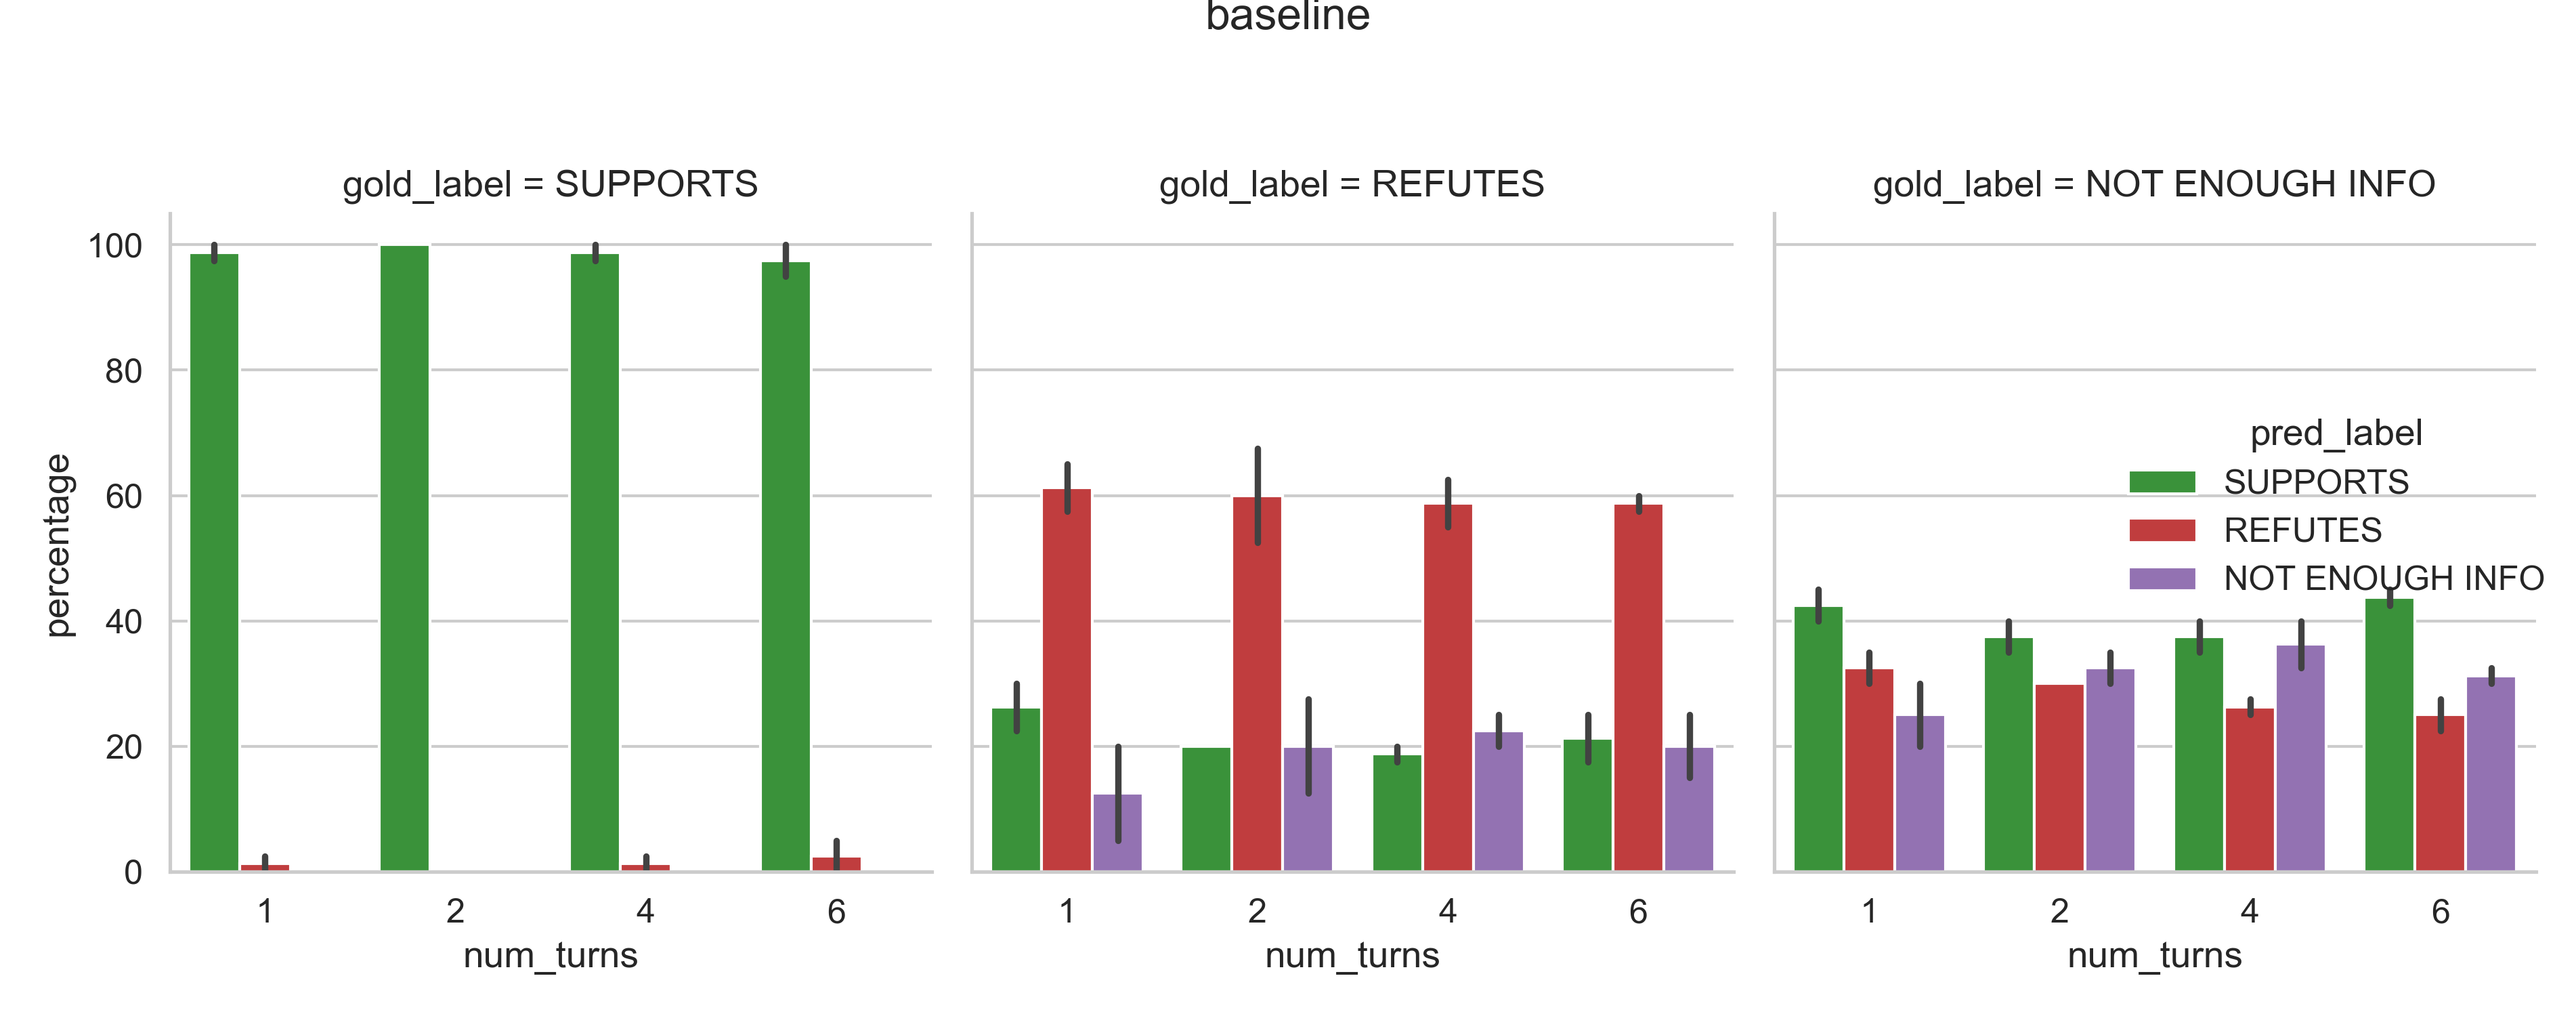 baseline
gold_label = SUPPORTS
gold_label = REFUTES
gold_label = NOT ENOUGH INFO
percentage
100
80
60
40
20
0
pred_label
SUPPORTS
REFUTES
NOT ENOUGH INFO
1 2 4 6
1 2 4 6
1 2 4 6
num_turns
num_turns
num_turns